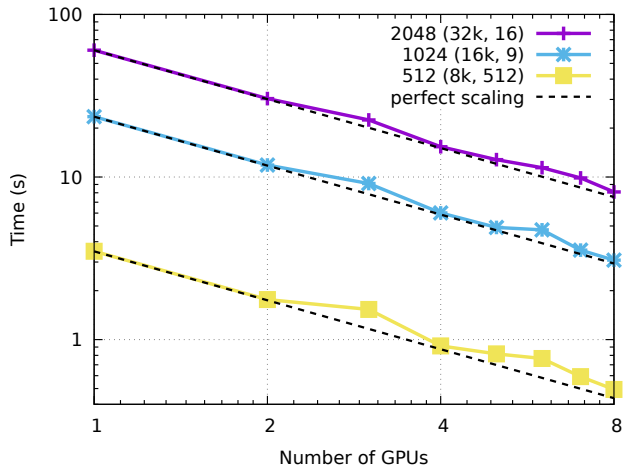 2048 (32k, 16)
1024 (16k, 9)
512 (8k, 512)
perfect scaling
100
10
1
Time (s)
1 2 4 8
Number of GPUs